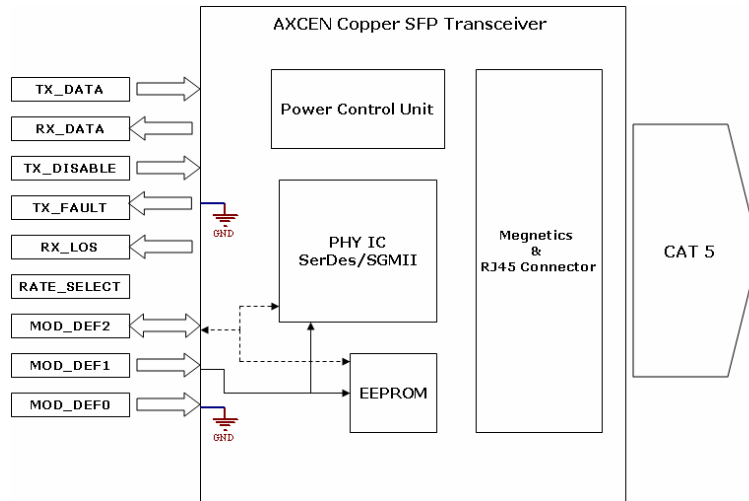 AXCEN Copper SFP Transceiver
TX_DATA
RX_DATA
TX_DISABLE
TX_FAULT
RX_LOS
RATE_SELECT
MOD_DEF2
MOD_DEF1
MOD_DEF0
GND
GND
Power Control Unit
PHY IC
SerDes/SGMII
EEPROM
Megnetics
&
RJ45 Connector
CAT 5